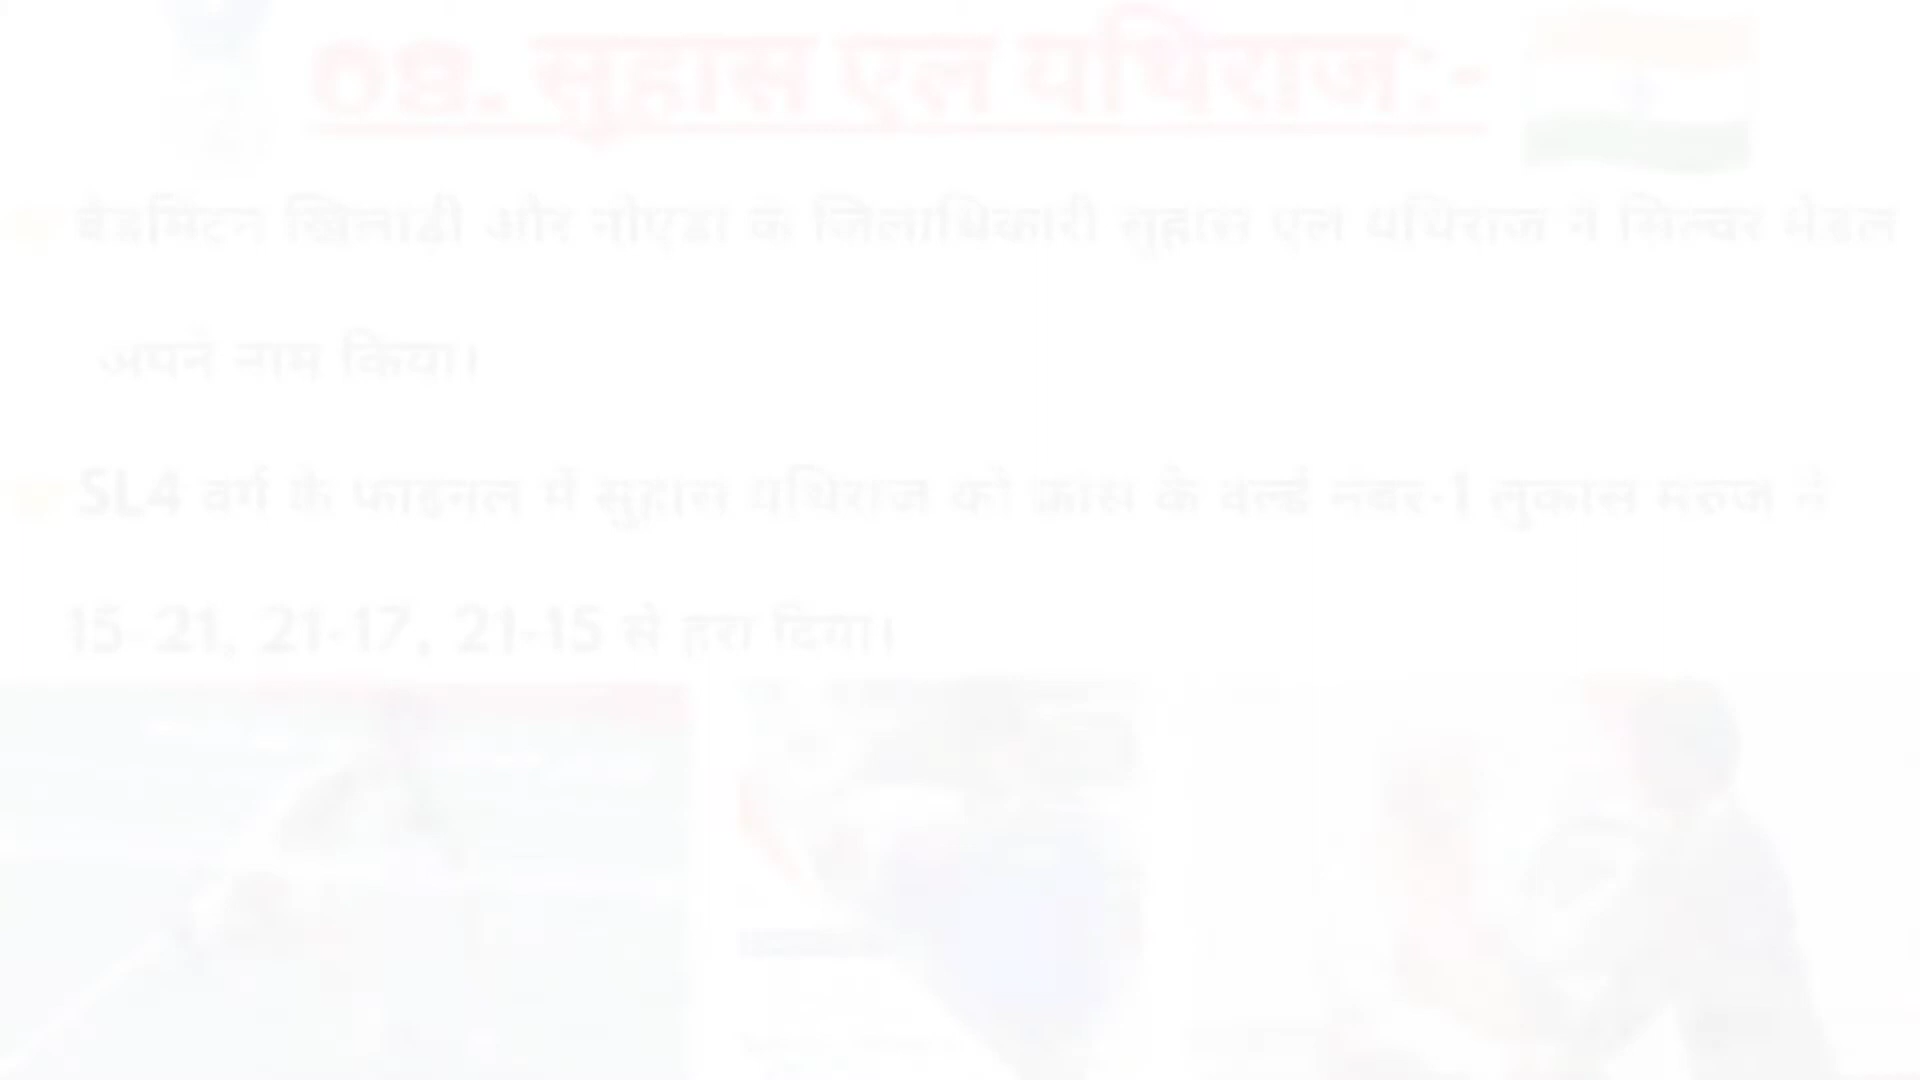 09. सुहास एल यथिराज:-
बैडमिंटन खिलाडी और नोएडा के जिलाधिकारी सुहास एल यथिराज ने सिल्वर मेडल
अपने नाम किया।
SL4 वर्ग के फाइनल में सुहास यथिराज को फ्रांस के वर्ल्ड नंबर-1 लुकास मजुर ने
15-21, 21-17, 21-15 से हरा दिया।